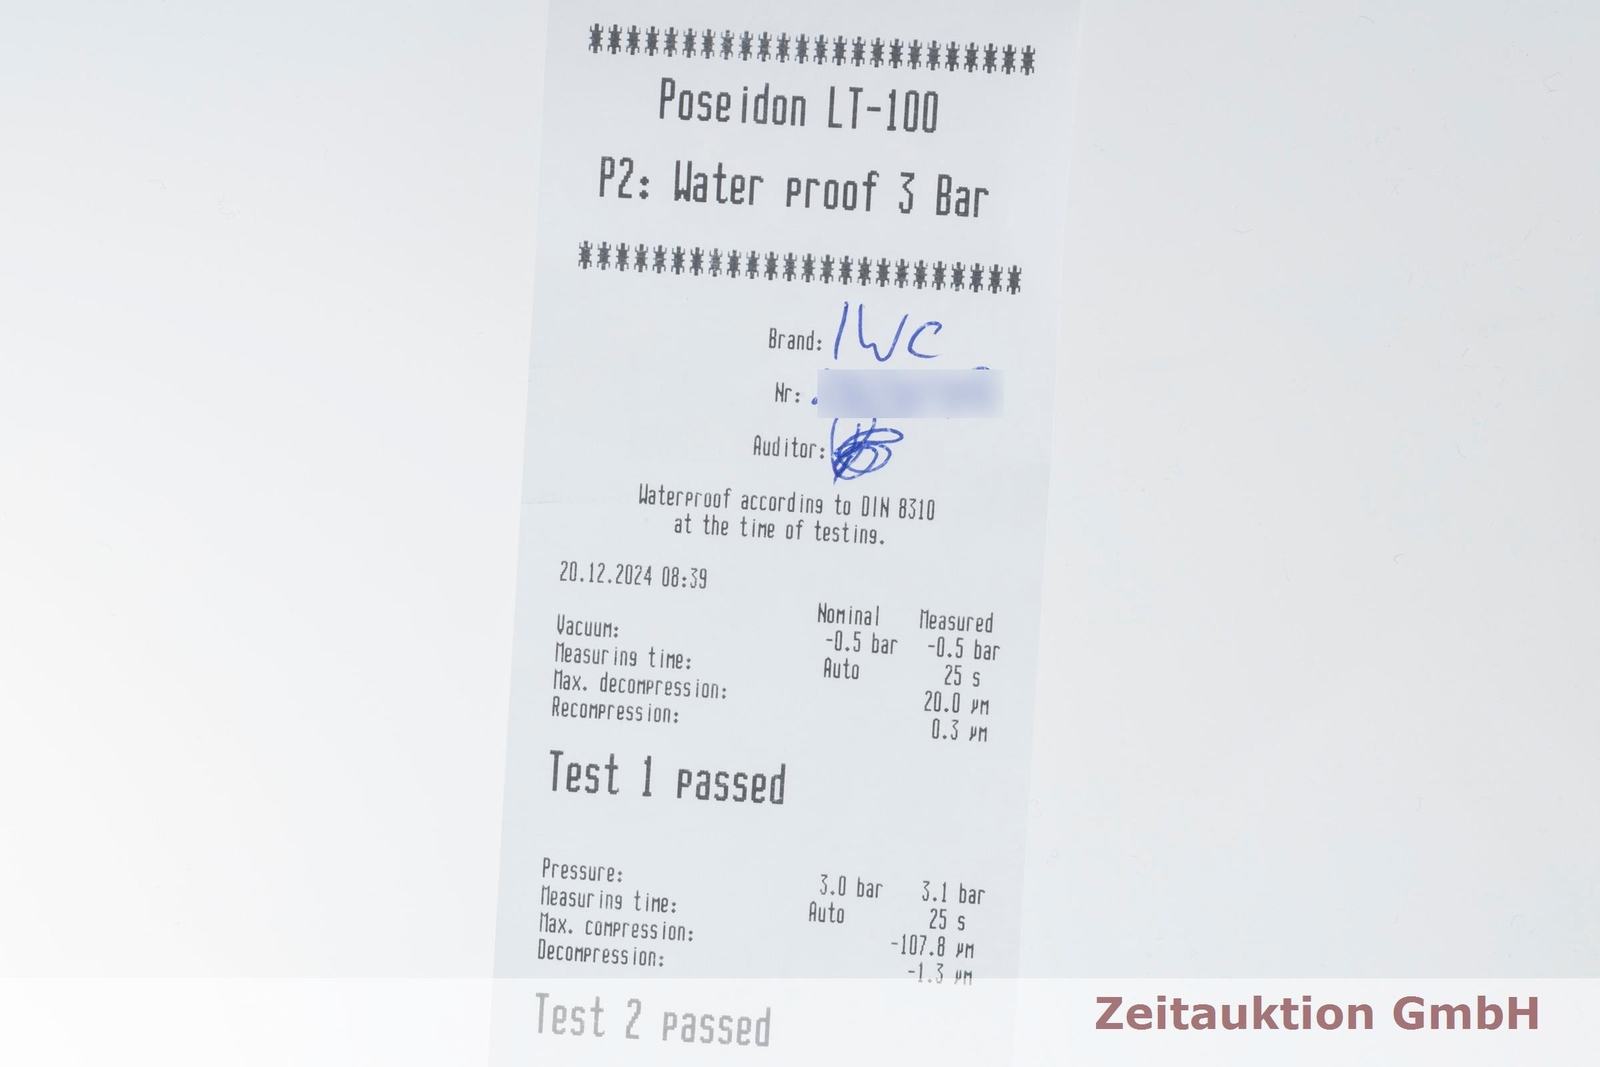 Poseidon LT-100
P2: Water proof 3 Bar
Brand: IWC
Nr:
Auditor:
Waterproof according to DIN 8310
at the time of testing.
20.12.2024 08:39
Nominal Measured
Vacuum: -0.5 bar -0.5 bar
Measuring time: Auto 25 s
Max. decompression: 20.0 µm
Recompression: 0.3 µm
Test 1 passed
Pressure: 3.0 bar 3.1 bar
Measuring time: Auto 25 s
Max. compression: -107.8 µm
Decompression: -1.3 µm
Test 2 passed
Zeitauktion GmbH